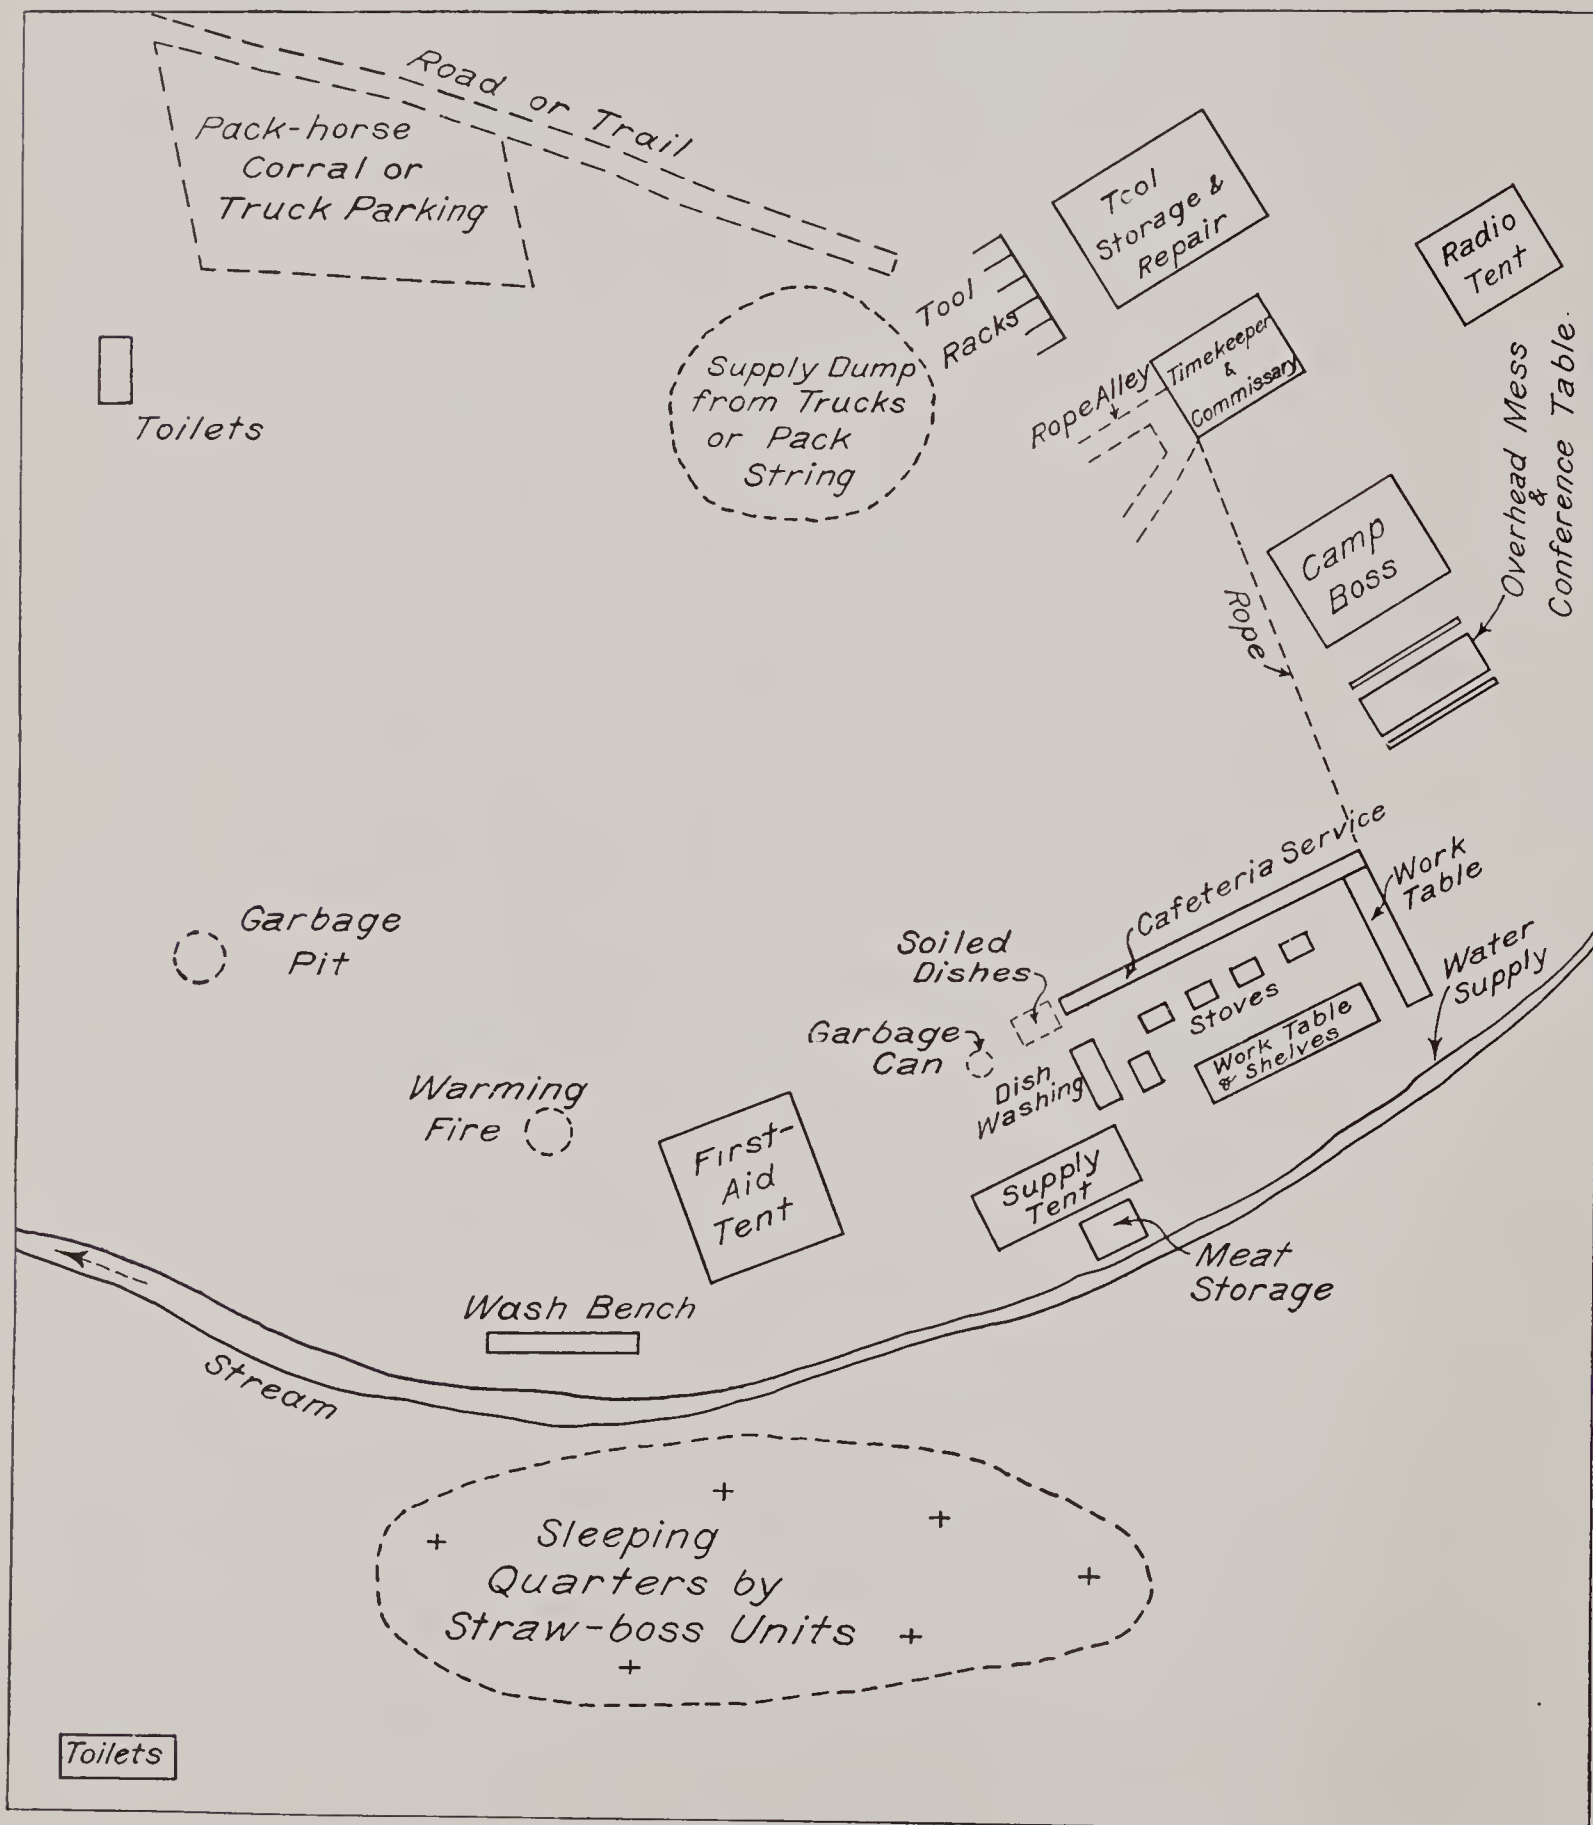 Road or Trail
Pack-horse
Corral or
Truck Parking
Tool
Storage &
Repair
Radio
Tent
Tool
Racks
Toilets
Supply Dump
from Trucks
or Pack
String
Rope Alley
Timekeeper
&
Commissary
Overhead Mess
&
Conference Table.
Camp
Boss
Rope
Cafeteria Service
Work
Table
Garbage
Pit
Soiled
Dishes
Water
Supply
Stoves
Garbage
Can
Work Table
& Shelves
Dish
Washing
Warming
Fire
First-
Aid
Tent
Supply
Tent
Meat
Storage
Wash Bench
Stream
Sleeping
Quarters by
Straw-boss Units
Toilets